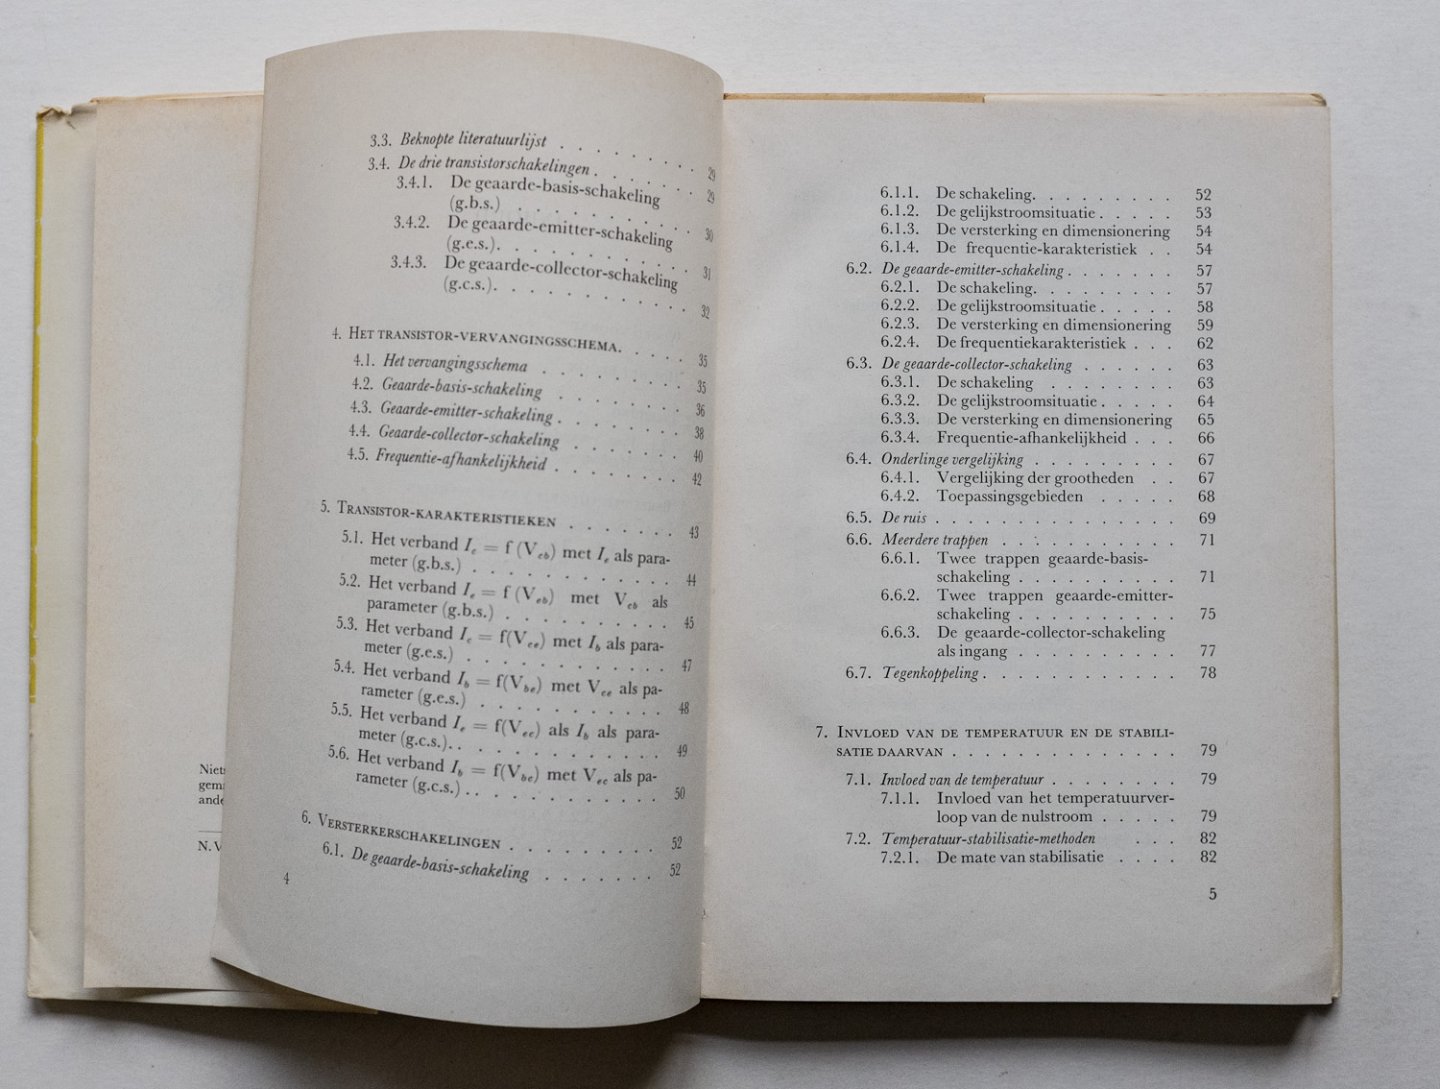 Niets
gema
ande
N. V
3.3. Beknopte literatuurlijst . . . . . . . 29
3.4. De drie transistorschakelingen . . . . . . 29
3.4.1. De geaarde-basis-schakeling
(g.b.s.) . . . . . . . . . . 30
3.4.2. De geaarde-emitter-schakeling
(g.e.s.). . . . . . . . . . 31
3.4.3. De geaarde-collector-schakeling
(g.c.s.). . . . . . . . . . 32
4. Het transistor-vervangingsschema. . . . . 35
4.1. Het vervangingsschema . . . . . . . 35
4.2. Geaarde-basis-schakeling . . . . . . 36
4.3. Geaarde-emitter-schakeling . . . . . . 38
4.4. Geaarde-collector-schakeling . . . . . 40
4.5. Frequentie-afhankelijkheid . . . . . . 42
5. Transistor-karakteristieken . . . . . . 43
5.1. Het verband Ic = f (Vcb) met Ie als para-
meter (g.b.s.) . . . . . . . . . . . 44
5.2. Het verband Ie = f (Veb) met Vcb als
parameter (g.b.s.) . . . . . . . . . 45
5.3. Het verband Ic = f(Vce) met Ib als para-
meter (g.e.s.) . . . . . . . . . . . 47
5.4. Het verband Ib = f(Vbe) met Vce als pa-
rameter (g.e.s.) . . . . . . . . . . 48
5.5. Het verband Ie = f(Vec) als Ib als para-
meter (g.c.s.). . . . . . . . . . . 49
5.6. Het verband Ib = f(Vbc) met Vec als pa-
rameter (g.c.s.) . . . . . . . . . . 50
6. Versterkerschakelingen . . . . . . . . 52
6.1. De geaarde-basis-schakeling . . . . . . 52
4
6.1.1. De schakeling. . . . . . . . . 52
6.1.2. De gelijkstroomsituatie . . . . . 53
6.1.3. De versterking en dimensionering 54
6.1.4. De frequentie-karakteristiek . . 54
6.2. De geaarde-emitter-schakeling . . . . . . . 57
6.2.1. De schakeling. . . . . . . . . 57
6.2.2. De gelijkstroomsituatie . . . . . 58
6.2.3. De versterking en dimensionering 59
6.2.4. De frequentiekarakteristiek . . . 62
6.3. De geaarde-collector-schakeling . . . . . . 63
6.3.1. De schakeling . . . . . . . . 63
6.3.2. De gelijkstroomsituatie . . . . . 64
6.3.3. De versterking en dimensionering 65
6.3.4. Frequentie-afhankelijkheid . . . 66
6.4. Onderlinge vergelijking . . . . . . . . . 67
6.4.1. Vergelijking der grootheden . . 67
6.4.2. Toepassingsgebieden . . . . . 68
6.5. De ruis . . . . . . . . . . . . . . . 69
6.6. Meerdere trappen . . . . . . . . . . . 71
6.6.1. Twee trappen geaarde-basis-
schakeling . . . . . . . . . . 71
6.6.2. Twee trappen geaarde-emitter-
schakeling . . . . . . . . . . 75
6.6.3. De geaarde-collector-schakeling
als ingang . . . . . . . . . . 77
6.7. Tegenkoppeling . . . . . . . . . . . . 78
7. Invloed van de temperatuur en de stabili-
satie daarvan . . . . . . . . . . . . . 79
7.1. Invloed van de temperatuur . . . . . . . . 79
7.1.1. Invloed van het temperatuurver-
loop van de nulstroom . . . . . 79
7.2. Temperatuur-stabilisatie-methoden . . . 82
7.2.1. De mate van stabilisatie . . . . 82
5